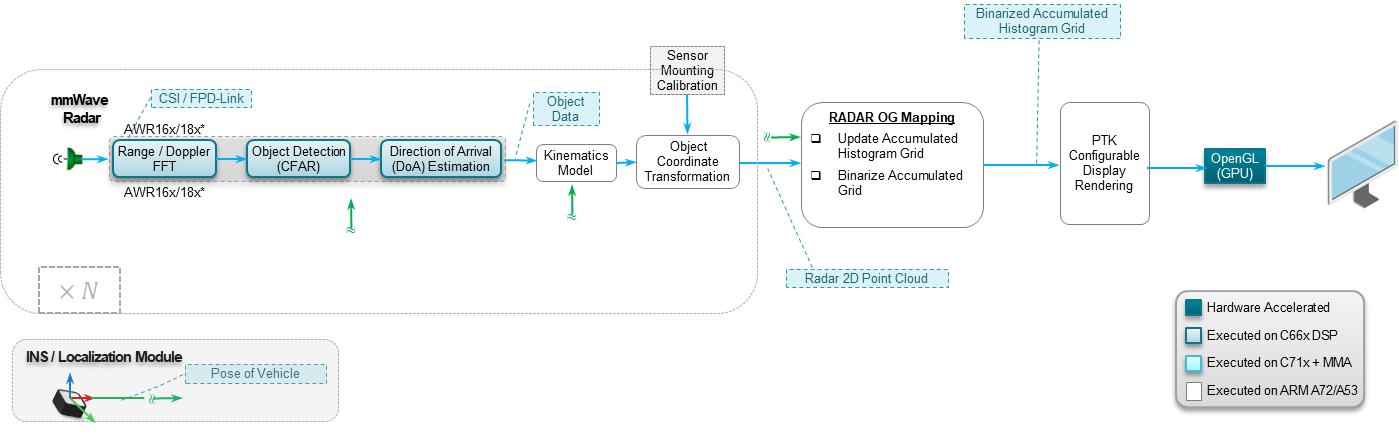 Binarized Accumulated
Histogram Grid
Sensor
Mounting
Calibration
mmWave
Radar
CSI / FPD-Link
AWR16x/18x*
Range / Doppler
FFT
AWR16x/18x*
Object Detection
(CFAR)
Direction of Arrival
(DoA) Estimation
Object
Data
Kinematics
Model
Object
Coordinate
Transformation
RADAR OG Mapping
Update Accumulated
Histogram Grid
Binarize Accumulated
Grid
Radar 2D Point Cloud
PTK
Configurable
Display
Rendering
OpenGL
(GPU)
× N
INS / Localization Module
Pose of Vehicle
Hardware Accelerated
Executed on C66x DSP
Executed on C71x + MMA
Executed on ARM A72/A53